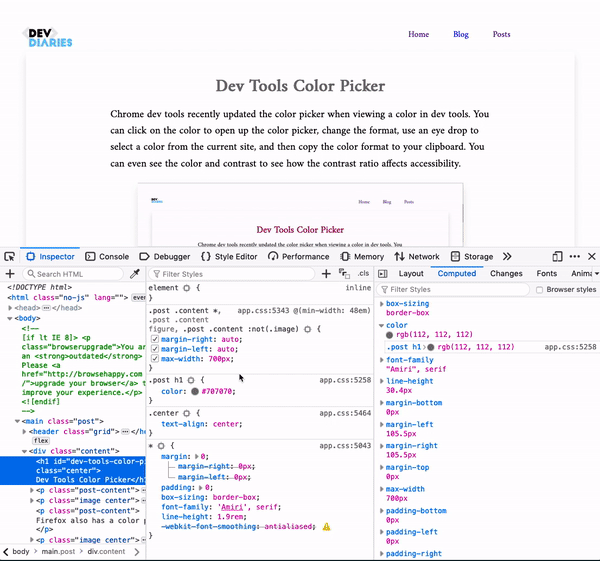 DEV
DIARIES
Home Blog Posts
Dev Tools Color Picker
Chrome dev tools recently updated the color picker when viewing a color in dev tools. You
can click on the color to open up the color picker, change the format, use an eye drop to
select a color from the current site, and then copy the color format to your clipboard. You
can even see the color and contrast to see how the contrast ratio affects accessibility.
Home Blog Posts
Dev Tools Color Picker
Chrome dev tools recently updated the color picker when viewing a color in dev tools. You
Inspector Console Debugger Style Editor Performance Memory Network Storage
Search HTML
<!DOCTYPE html>
<html class="no-js" lang=""> even
<head> </head>
<body>
<!--
[if lt IE 8]> <p
class="browserupgrade">You ar
an <strong>outdated</strong>
Please <a
href="http://browsehappy.com
/">upgrade your browser</a> t
improve your experience.</p>
<![endif]
-->
<main class="post">
<header class="grid"> </he
flex
<div class="content">
<h1 id="dev-tools-color-pi
class="center">
Dev Tools Color Picker</h
<p class="post-content">
<p class="image center">
<p class="post-content">
Firefox also has a color p
</p>
<p class="image center">
body main.post div.content
Filter Styles
.cls
element {
inline
}
.post .content *,
app.css:5343 @(min-width: 48em)
.post .content
figure, .post .content :not(.image) {
margin-right: auto;
margin-left: auto;
max-width: 700px;
}
.post h1 {
app.css:5258
color: #707070;
}
.center {
app.css:5464
text-align: center;
}
* {
app.css:5043
margin: 0;
margin-right: 0px;
margin-left: 0px;
padding: 0;
box-sizing: border-box;
font-family: 'Amiri', serif;
line-height: 1.9rem;
-webkit-font-smoothing: antialiased;
}
Layout Computed Changes Fonts Anima
Filter Styles
Browser styles
box-sizing
border-box
color
rgb(112, 112, 112)
.post h1 rgb(112, 112, 112)
app.css:5258
font-family
"Amiri", serif
line-height
30.4px
margin-bottom
0px
margin-left
105.5px
margin-right
105.5px
margin-top
0px
max-width
700px
padding-bottom
0px
padding-left
0px
padding-right